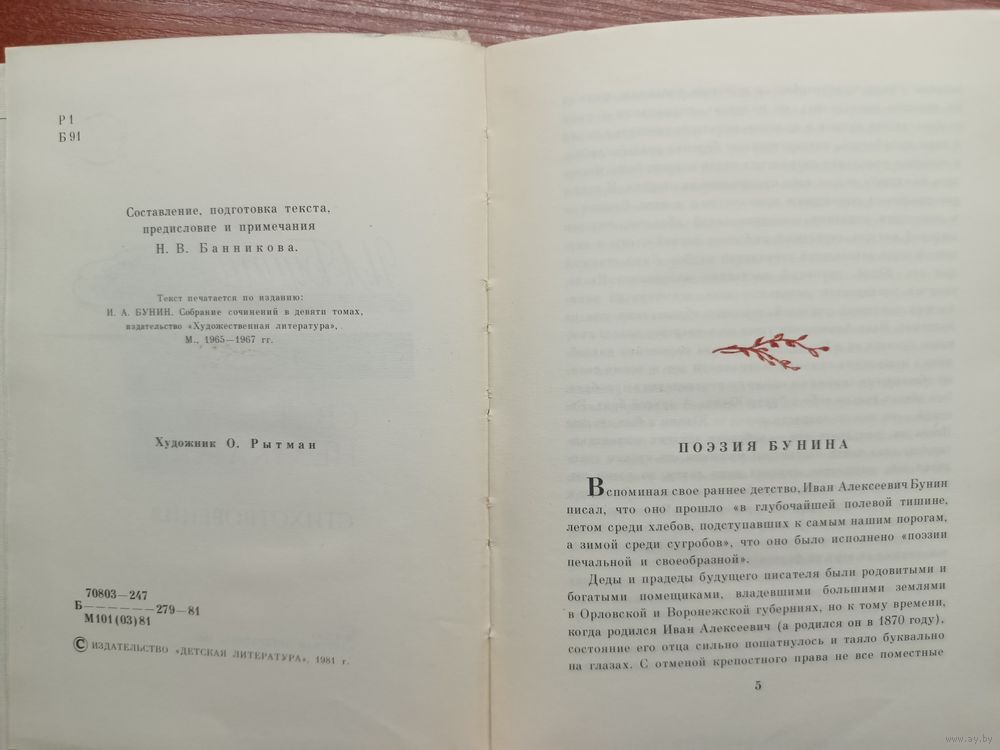 Р1
Б91
Составление, подготовка текста,
предисловие и примечания
Н. В. Банникова.
Текст печатается по изданию:
И. А. БУНИН. Собрание сочинений в девяти томах,
издательство «Художественная литература»,
М., 1965—1967 гг.
Художник О. Рытман
70803—247
Б——————279—81
М101(03)81
© ИЗДАТЕЛЬСТВО «ДЕТСКАЯ ЛИТЕРАТУРА», 1981 г.
ПОЭЗИЯ БУНИНА
Вспоминая свое раннее детство, Иван Алексеевич Бунин
писал, что оно прошло «в глубочайшей полевой тишине,
летом среди хлебов, подступавших к самым нашим порогам,
а зимой среди сугробов», что оно было исполнено «поэзии
печальной и своеобразной».
Деды и прадеды будущего писателя были родовитыми и
богатыми помещиками, владевшими большими землями
в Орловской и Воронежской губерниях, но к тому времени,
когда родился Иван Алексеевич (а родился он в 1870 году),
состояние его отца сильно пошатнулось и таяло буквально
на глазах. С отменой крепостного права не все поместные
5
www.ay.by